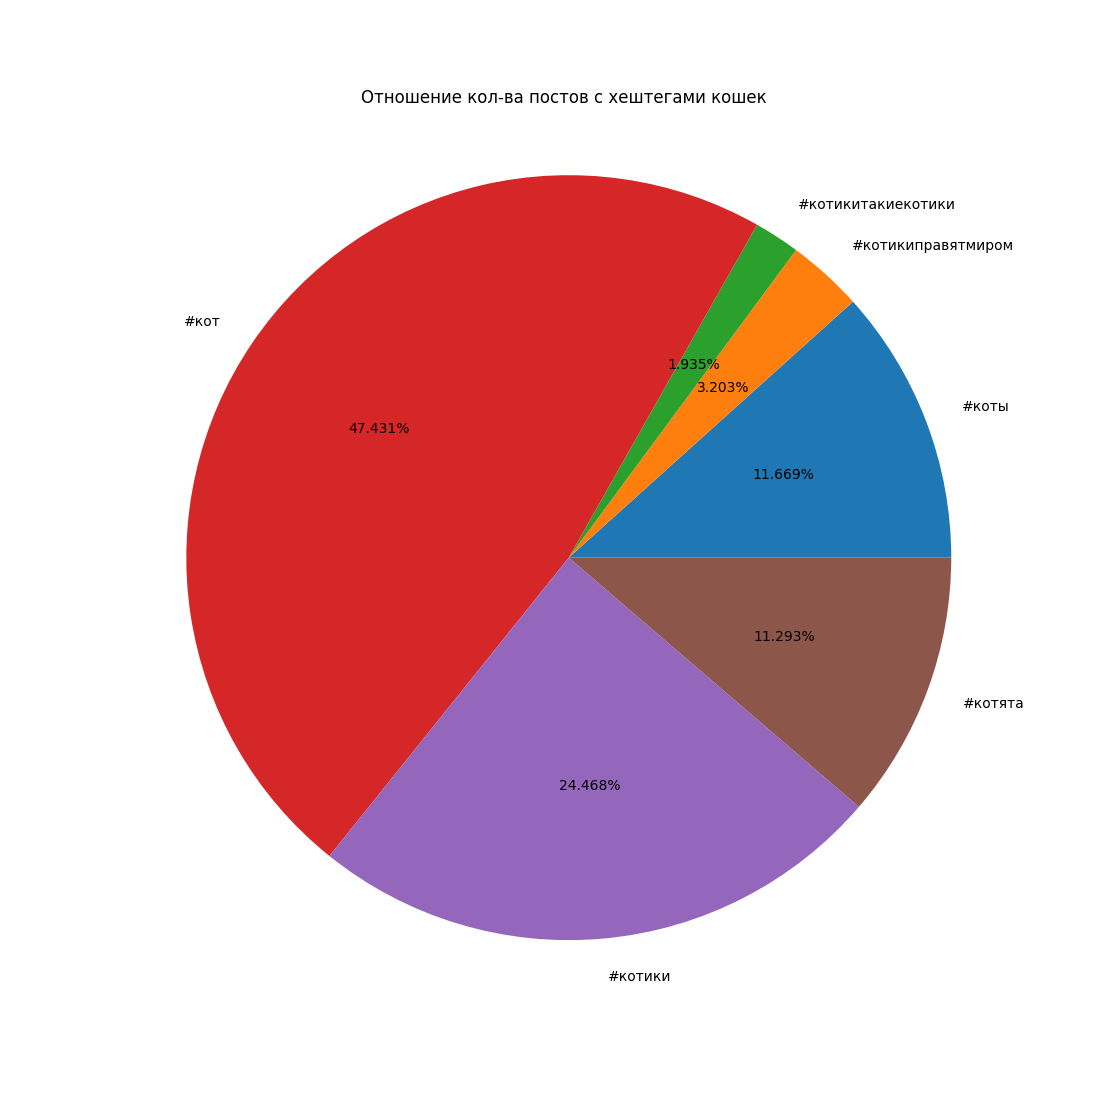 Отношение кол-ва постов с хештегами кошек
#котикитакиекотики
#котикиправятмиром
#кот
1.935%
3.203%
#коты
47.431%
11.669%
11.293%
#котята
24.468%
#котики